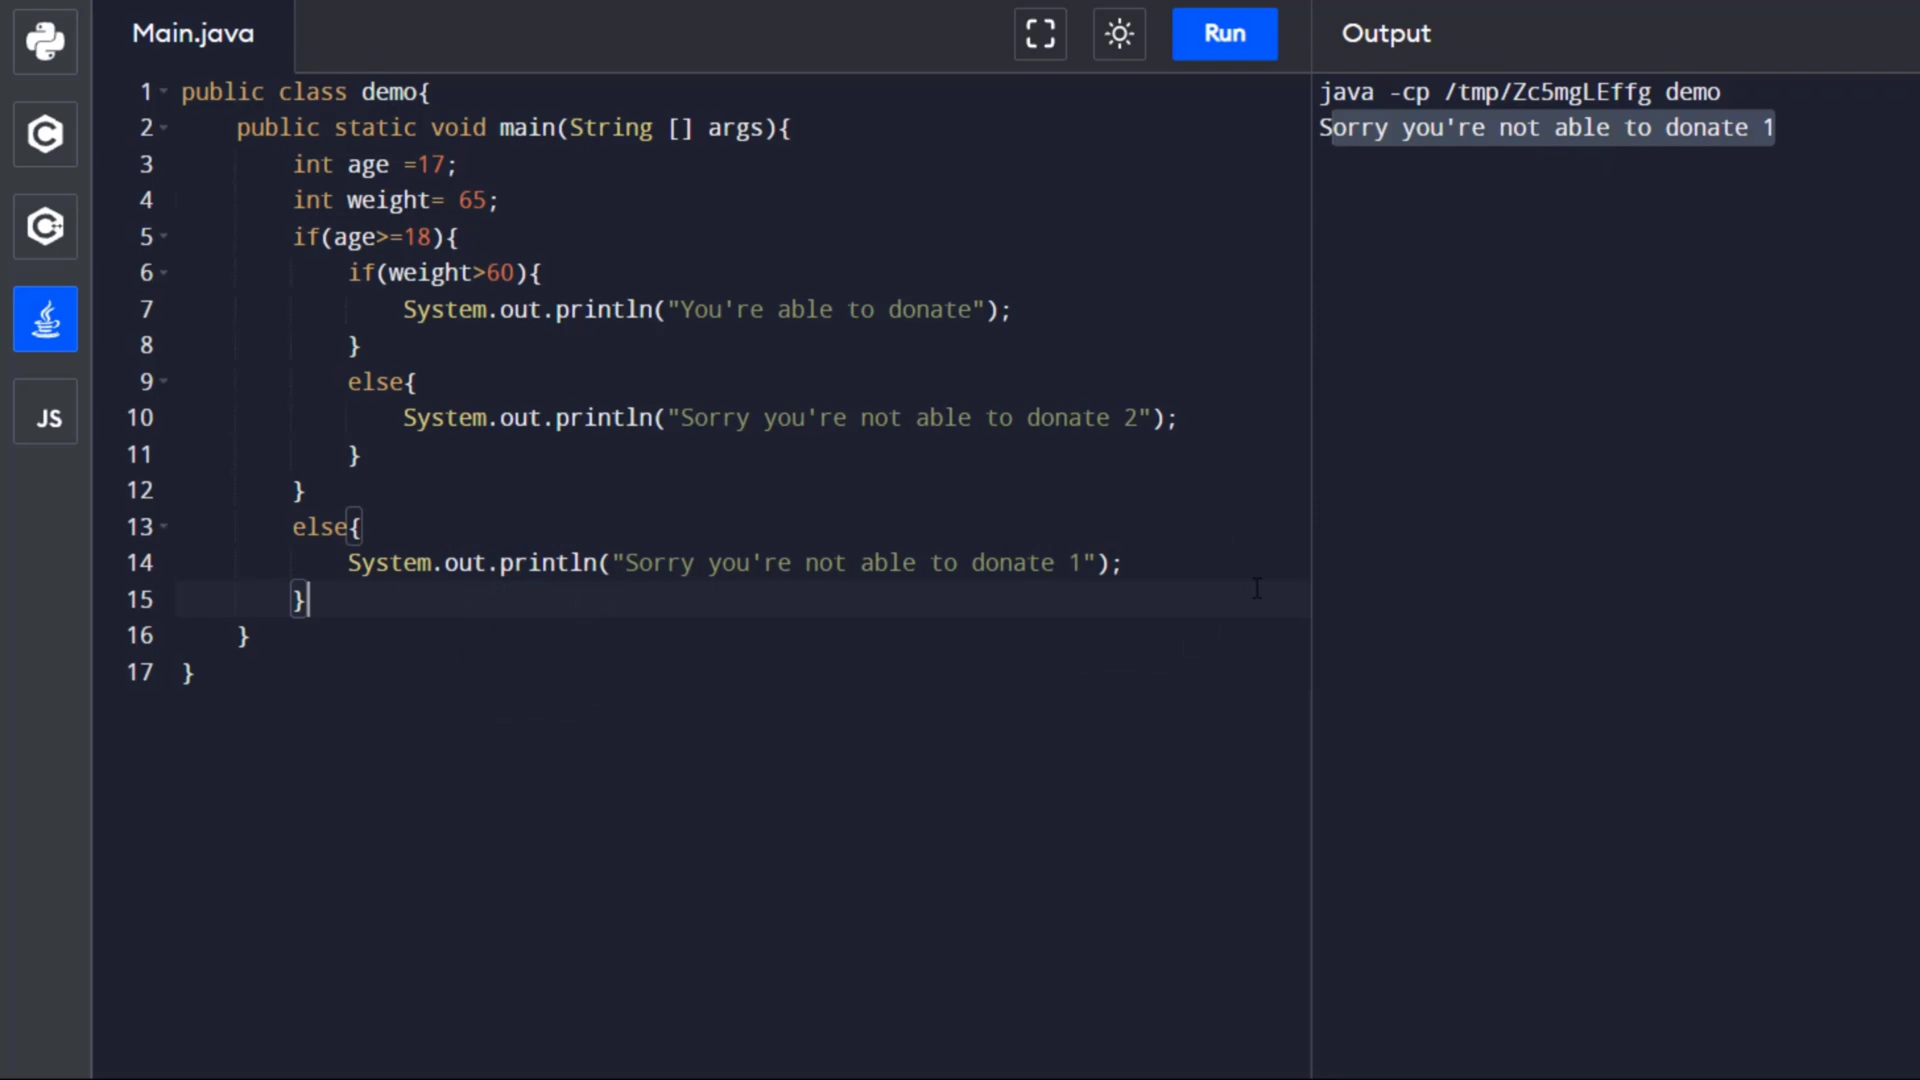 Main.java
Run
Output
1 public class demo{
2     public static void main(String [] args){
3         int age =17;
4         int weight= 65;
5         if(age>=18){
6             if(weight>60){
7                 System.out.println("You're able to donate");
8             }
9             else{
10                 System.out.println("Sorry you're not able to donate 2");
11             }
12         }
13         else{
14             System.out.println("Sorry you're not able to donate 1");
15         }
16     }
17 }
java -cp /tmp/Zc5mgLEffg demo
Sorry you're not able to donate 1
C
C+
JS